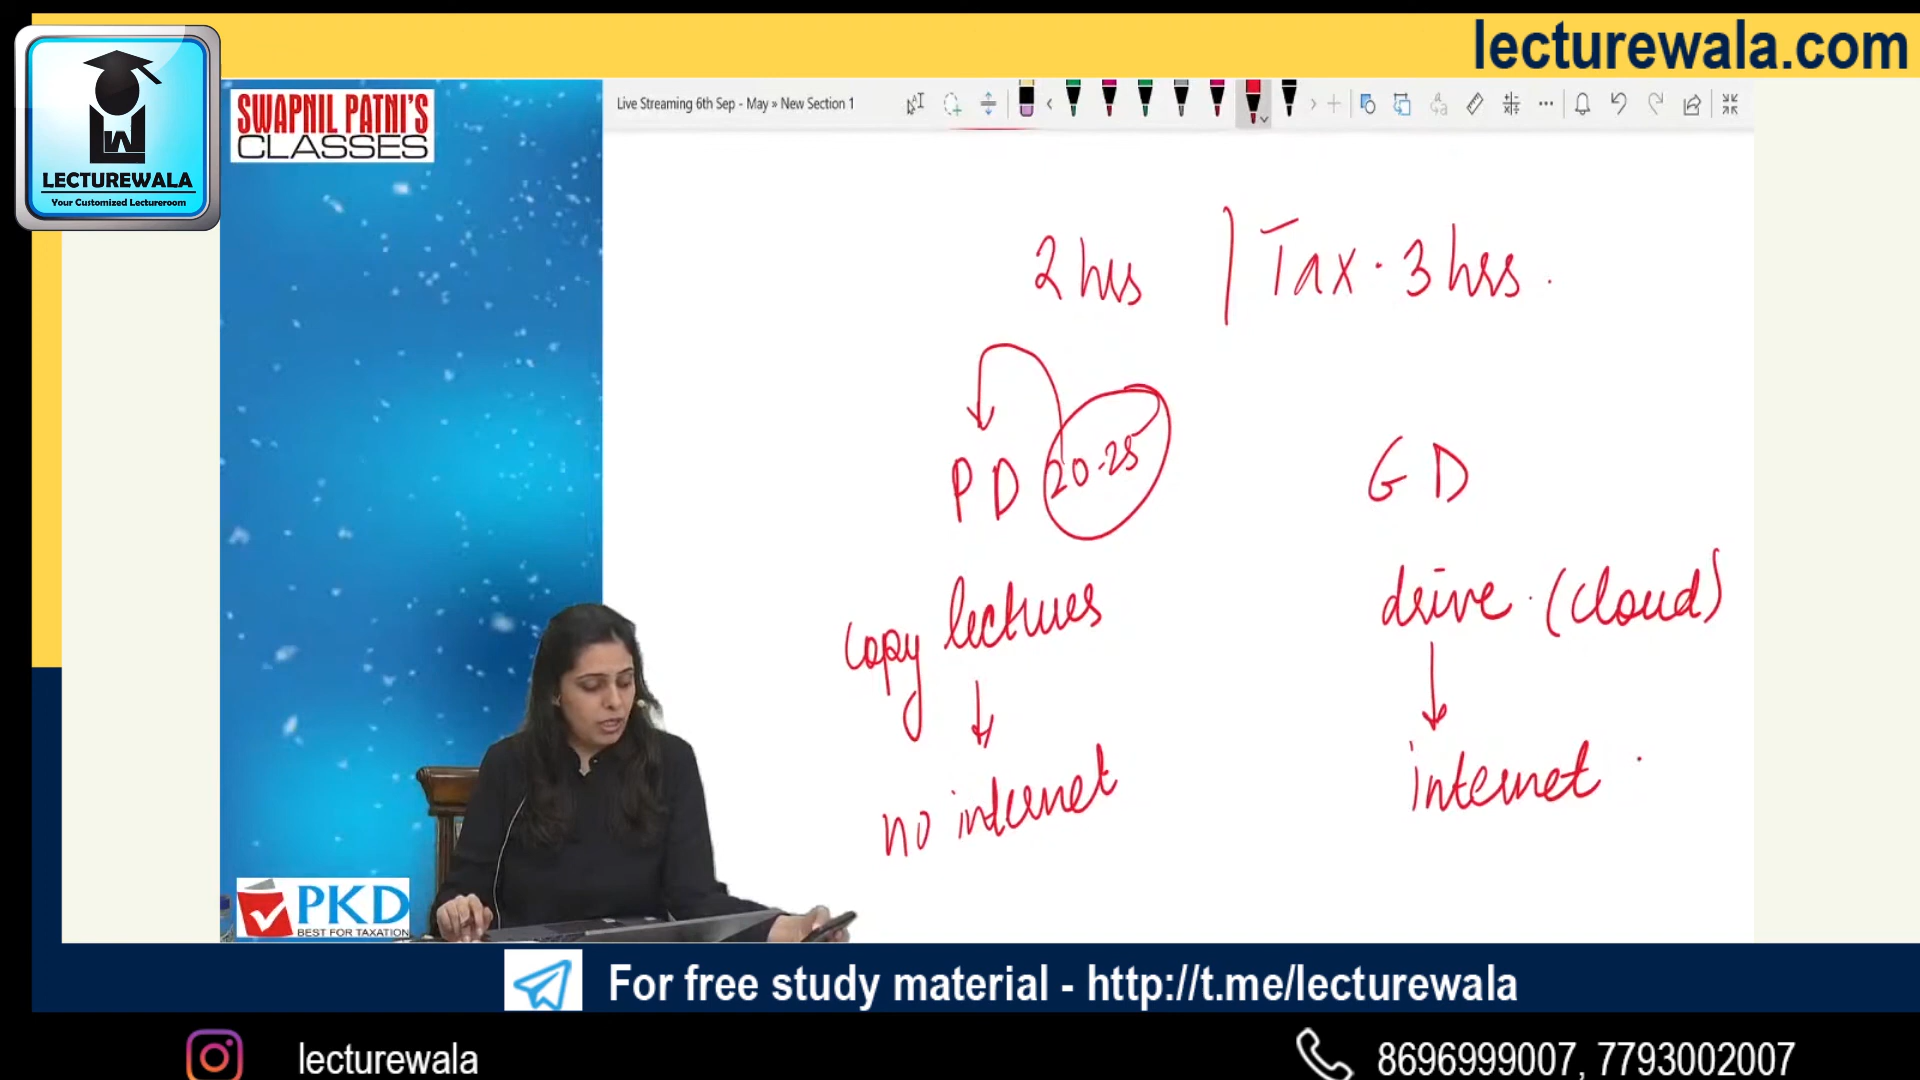 lecturewala.com
LW
LECTUREWALA
Your Customized Lectureroom
SWAPNIL PATNI'S
CLASSES
Live Streaming 6th Sep - May » New Section 1
2 hrs | Tax · 3 hrs .
PD 20-25
GD
copy lectures
drive · (cloud)
no internet
internet ·
PKD
BEST FOR TAXATION
For free study material - http://t.me/lecturewala
lecturewala
8696999007, 7793002007